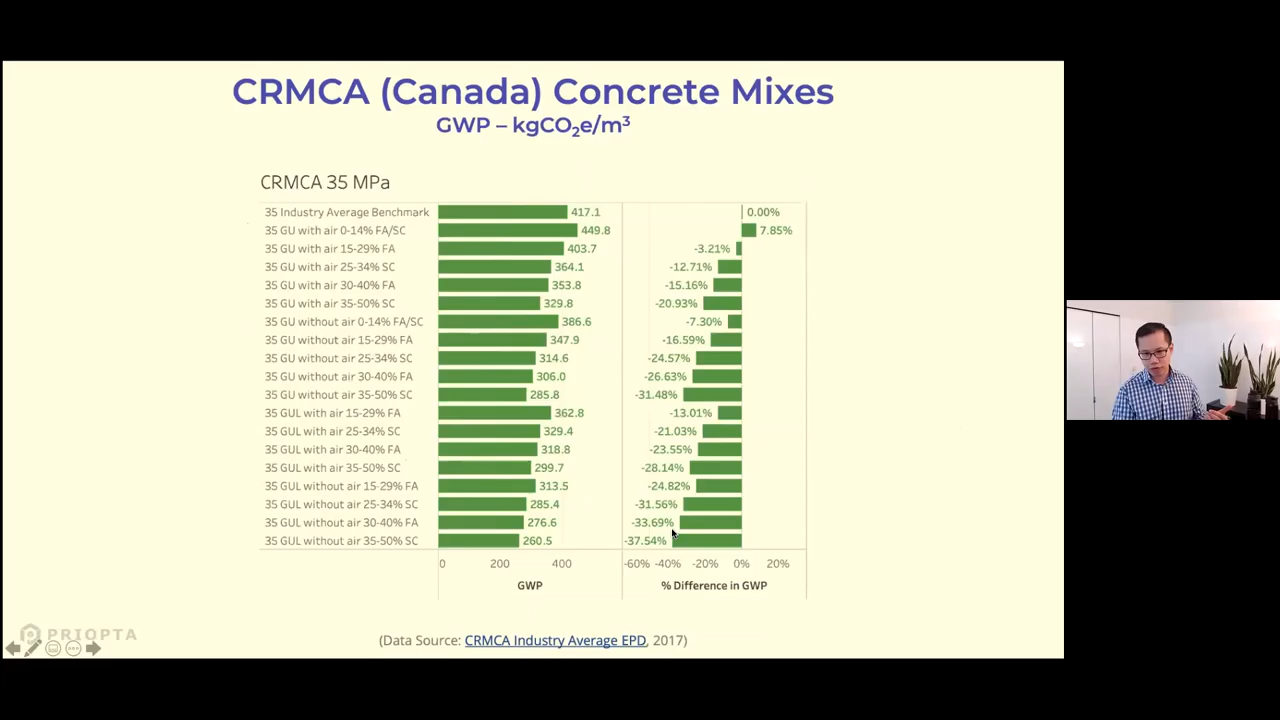 CRMCA (Canada) Concrete Mixes
GWP – kgCO₂e/m³
CRMCA 35 MPa
35 Industry Average Benchmark 417.1 0.00%
35 GU with air 0-14% FA/SC 449.8 7.85%
35 GU with air 15-29% FA 403.7 -3.21%
35 GU with air 25-34% SC 364.1 -12.71%
35 GU with air 30-40% FA 353.8 -15.16%
35 GU with air 35-50% SC 329.8 -20.93%
35 GU without air 0-14% FA/SC 386.6 -7.30%
35 GU without air 15-29% FA 347.9 -16.59%
35 GU without air 25-34% SC 314.6 -24.57%
35 GU without air 30-40% FA 306.0 -26.63%
35 GU without air 35-50% SC 285.8 -31.48%
35 GUL with air 15-29% FA 362.8 -13.01%
35 GUL with air 25-34% SC 329.4 -21.03%
35 GUL with air 30-40% FA 318.8 -23.55%
35 GUL with air 35-50% SC 299.7 -28.14%
35 GUL without air 15-29% FA 313.5 -24.82%
35 GUL without air 25-34% SC 285.4 -31.56%
35 GUL without air 30-40% FA 276.6 -33.69%
35 GUL without air 35-50% SC 260.5 -37.54%
0 200 400 -60% -40% -20% 0% 20%
GWP % Difference in GWP
PRIOPTA
(Data Source: CRMCA Industry Average EPD, 2017)